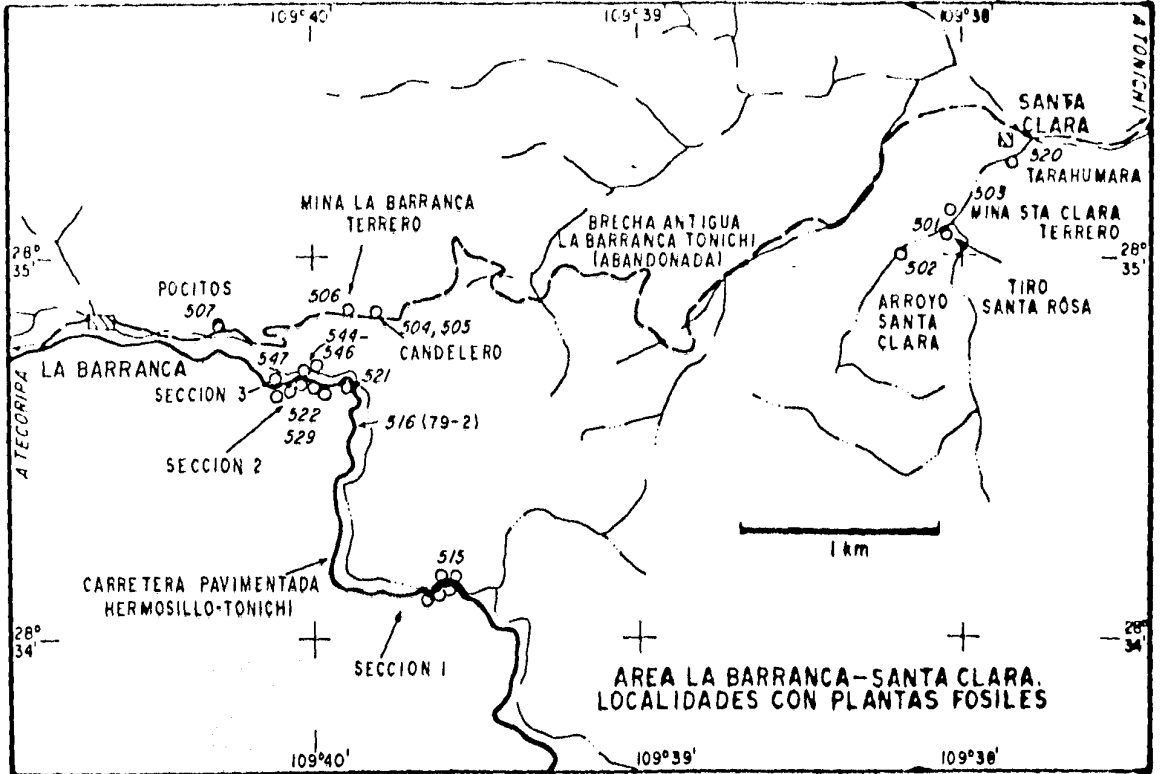 109°40'
109°39'
109°38'
A TONICHI
SANTA
CLARA
520
TARAHUMARA
503
MINA STA CLARA
TERRERO
501
502
TIRO
SANTA ROSA
ARROYO
SANTA
CLARA
MINA LA BARRANCA
TERRERO
BRECHA ANTIGUA
LA BARRANCA TONICHI
(ABANDONADA)
28°
35'
28°
35'
POCITOS
507
506
504, 505
CANDELERO
544-
546
547
521
LA BARRANCA
SECCION 3
522
529
516 (79-2)
A TECORIPA
SECCION 2
1 km
515
CARRETERA PAVIMENTADA
HERMOSILLO-TONICHI
28°
34'
28°
34'
SECCION 1
AREA LA BARRANCA-SANTA CLARA.
LOCALIDADES CON PLANTAS FOSILES
109°40'
109°39'
109°38'